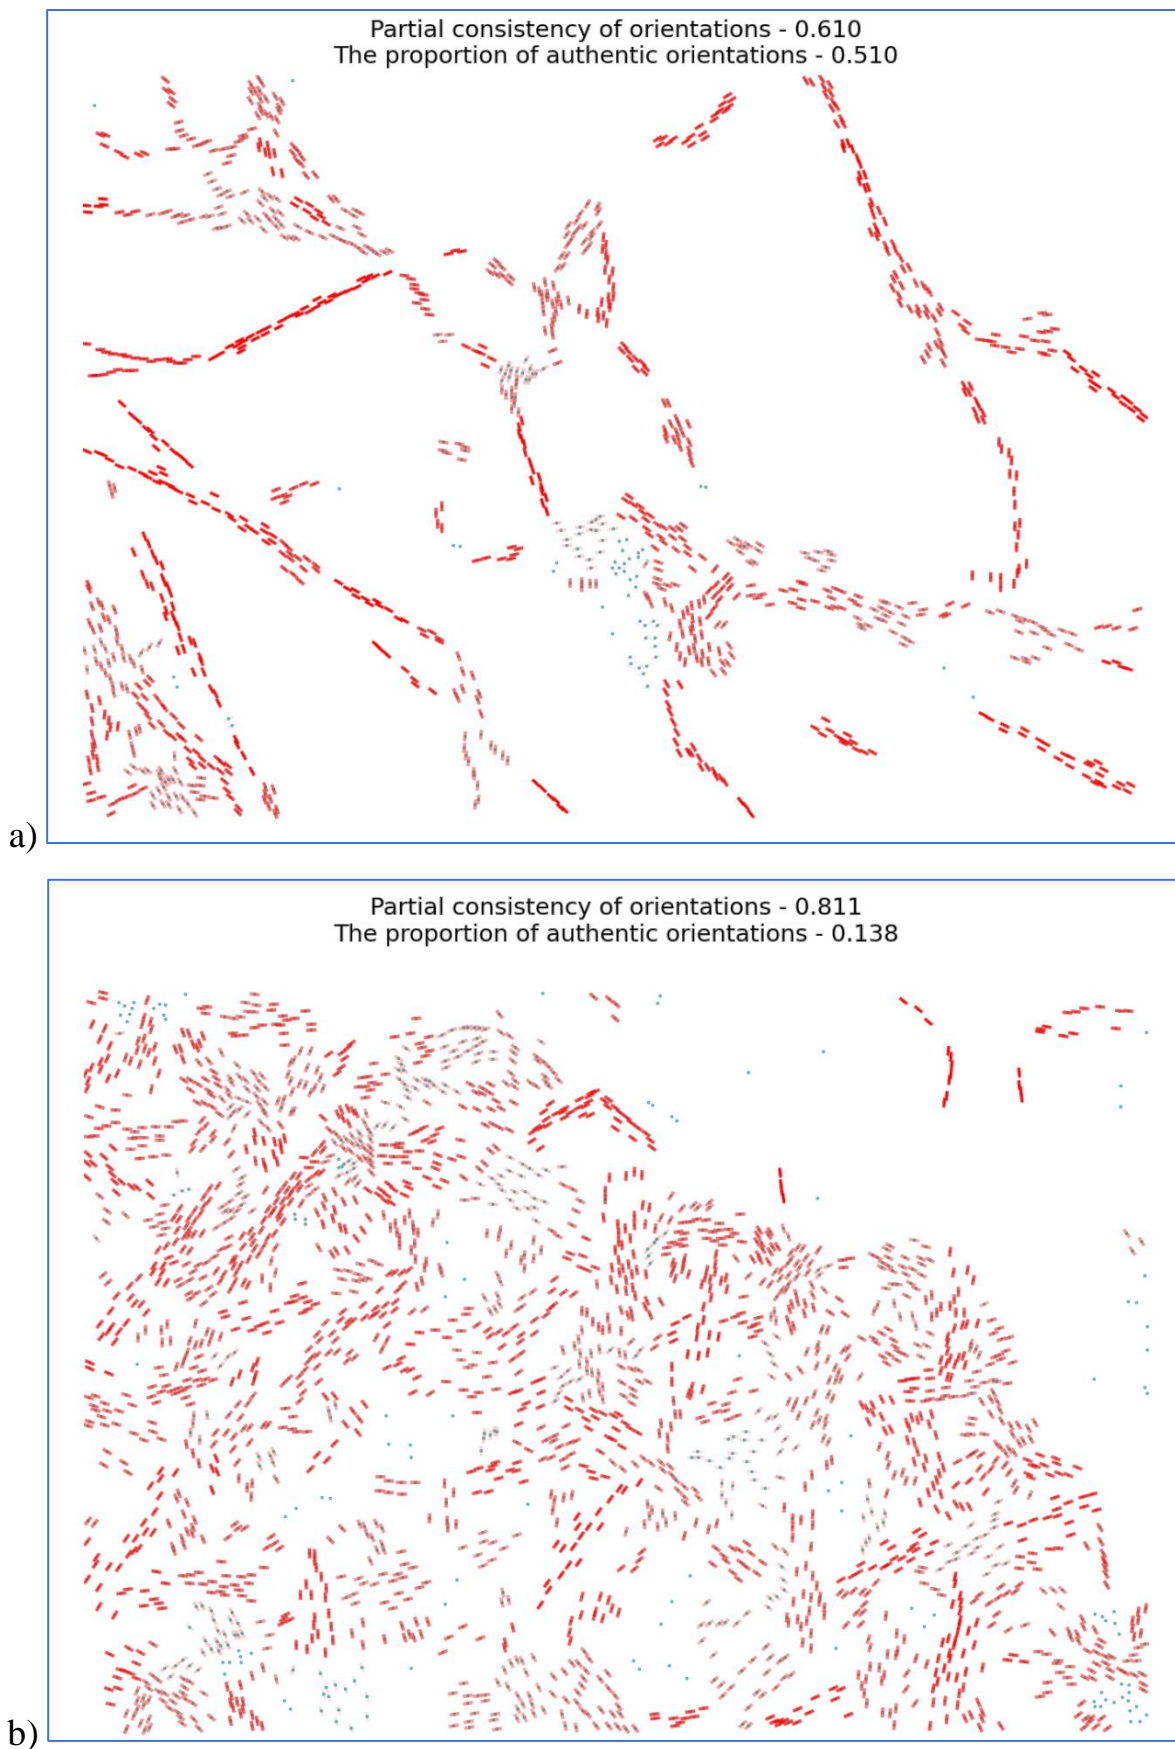 Partial consistency of orientations - 0.610
The proportion of authentic orientations - 0.510
a)
Partial consistency of orientations - 0.811
The proportion of authentic orientations - 0.138
b)